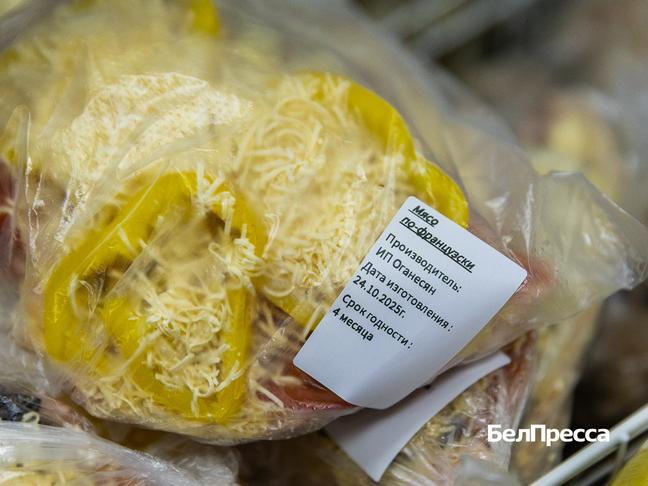 Мясо
по-французски
Производитель:
ИП Оганесян
Дата изготовления:
24.10.2025г.
Срок годности:
4 месяца
БелПресса